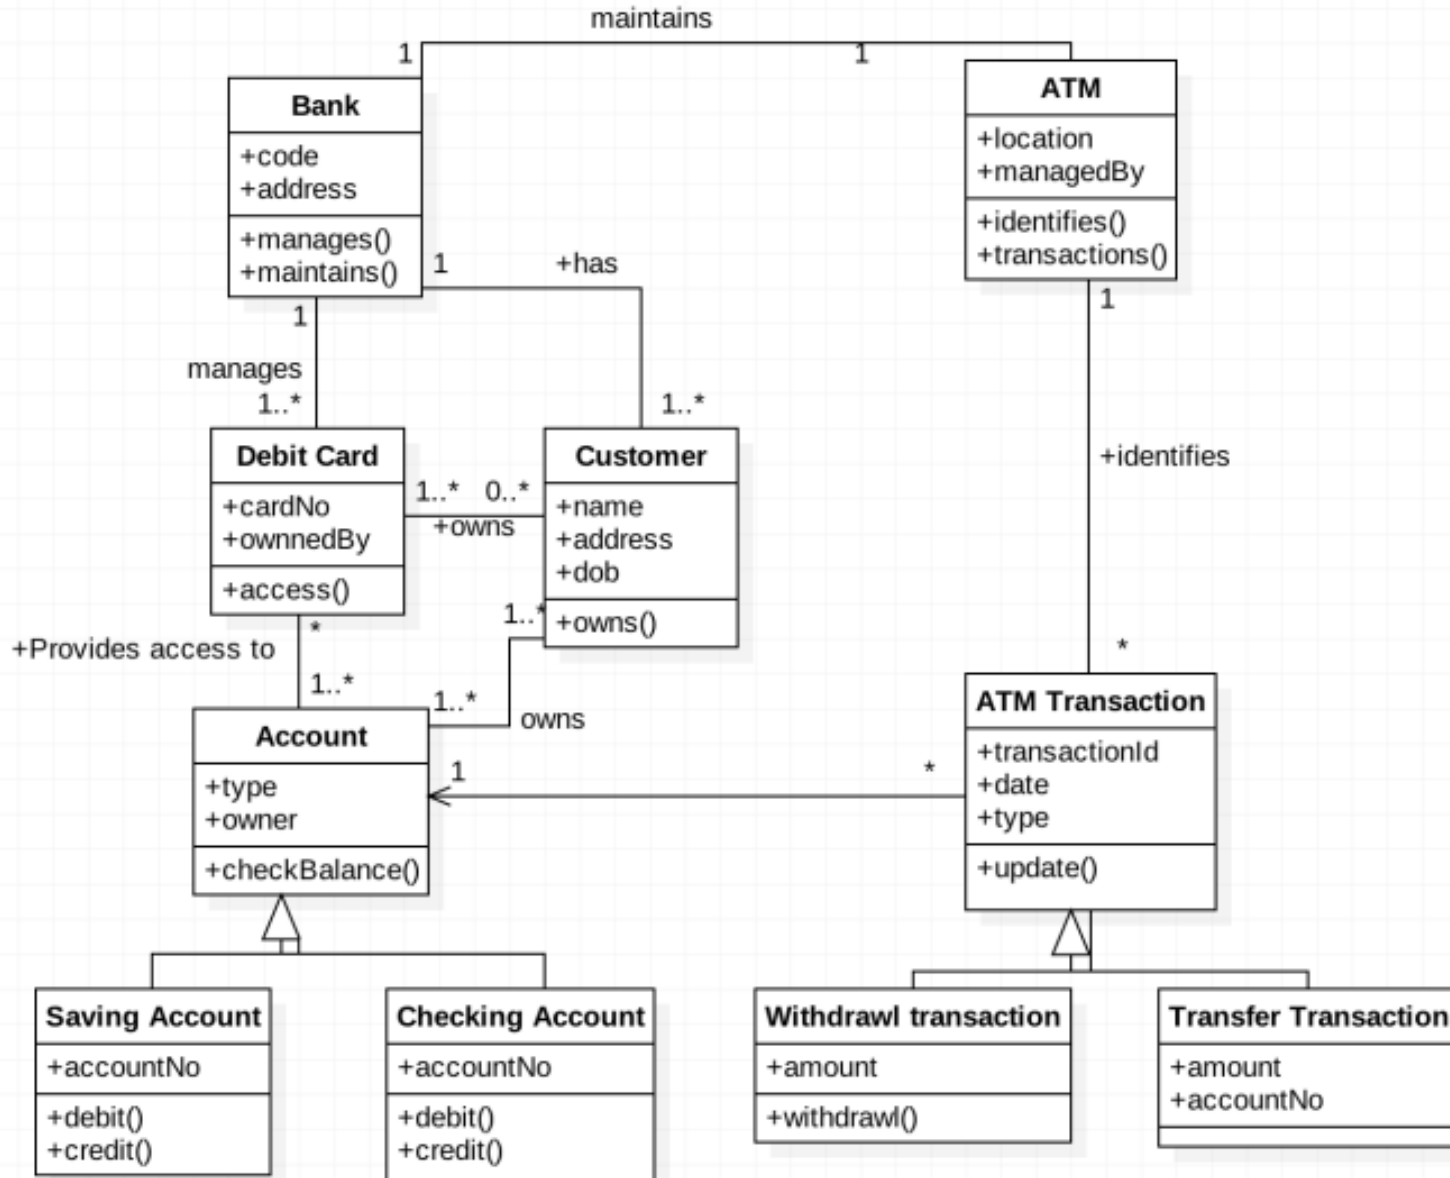 maintains
1
1
Bank
+code
+address
+manages()
+maintains()
ATM
+location
+managedBy
+identifies()
+transactions()
1
+has
1
1
manages
1..*
1..*
+identifies
Debit Card
+cardNo
+ownnedBy
+access()
1..*
0..*
+owns
Customer
+name
+address
+dob
+owns()
*
+Provides access to
1..*
1..*
1..*
owns
*
Account
+type
+owner
+checkBalance()
1
*
ATM Transaction
+transactionId
+date
+type
+update()
Saving Account
+accountNo
+debit()
+credit()
Checking Account
+accountNo
+debit()
+credit()
Withdrawl transaction
+amount
+withdrawl()
Transfer Transaction
+amount
+accountNo